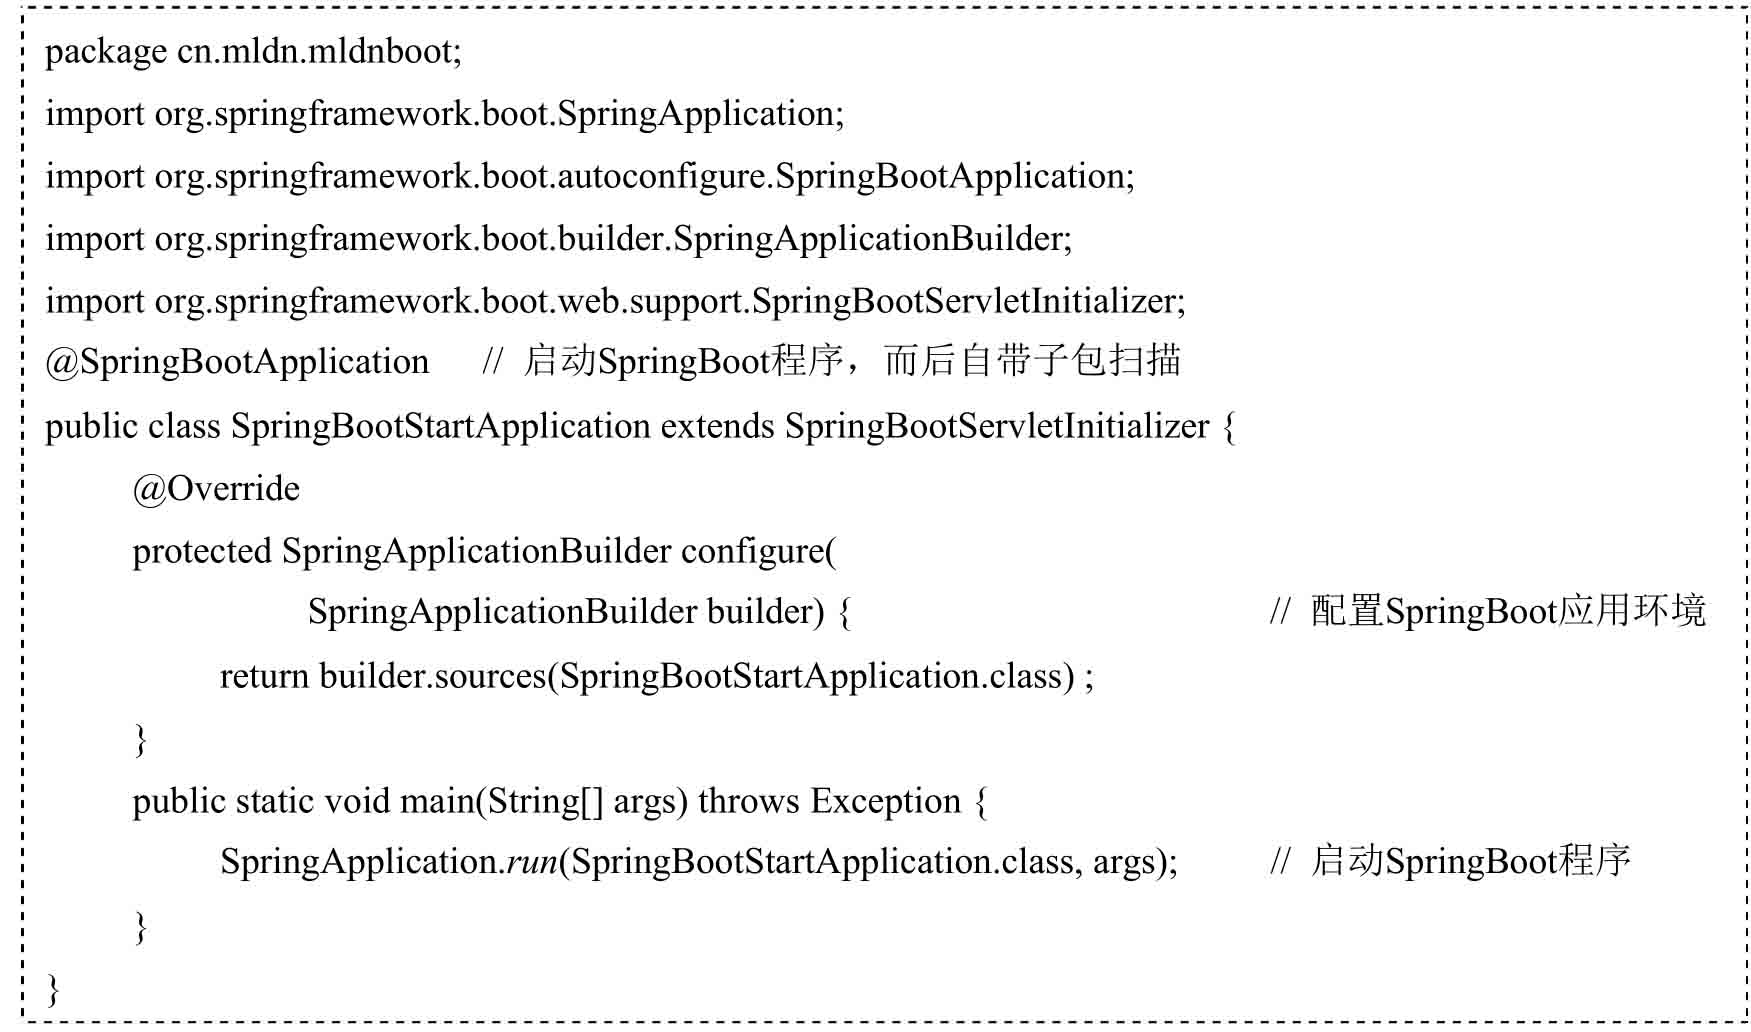 package cn.mldn.mldnboot;
import org.springframework.boot.SpringApplication;
import org.springframework.boot.autoconfigure.SpringBootApplication;
import org.springframework.boot.builder.SpringApplicationBuilder;
import org.springframework.boot.web.support.SpringBootServletInitializer;
@SpringBootApplication // 启动SpringBoot程序，而后自带子包扫描
public class SpringBootStartApplication extends SpringBootServletInitializer {
@Override
protected SpringApplicationBuilder configure(
SpringApplicationBuilder builder) { // 配置SpringBoot应用环境
return builder.sources(SpringBootStartApplication.class) ;
}
public static void main(String[] args) throws Exception {
SpringApplication.run(SpringBootStartApplication.class, args); // 启动SpringBoot程序
}
}